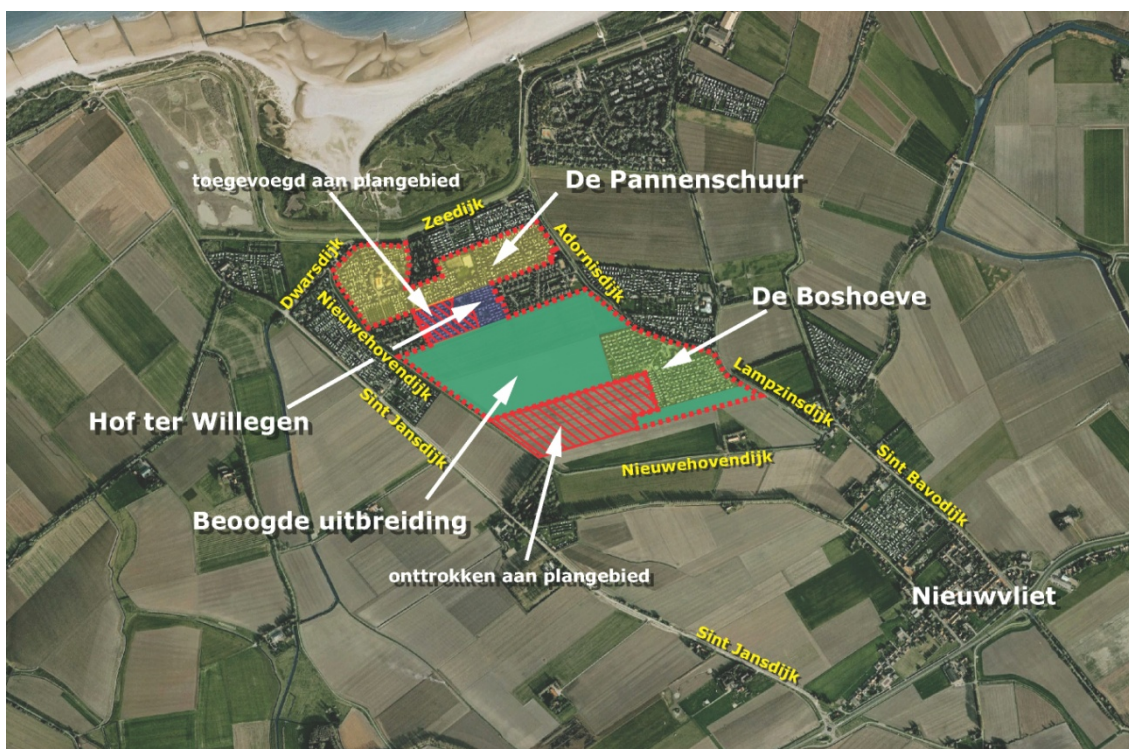 toegevoegd aan plangebied
De Pannenschuur
Zeedijk
Adornisdijk
Dwarsdijk
De Boshoeve
Nieuwehovendijk
Lampzinsdijk
Hof ter Willegen
Sint Jansdijk
Nieuwehovendijk
Sint Bavodijk
Beoogde uitbreiding
onttrokken aan plangebied
Nieuwvliet
Sint Jansdijk